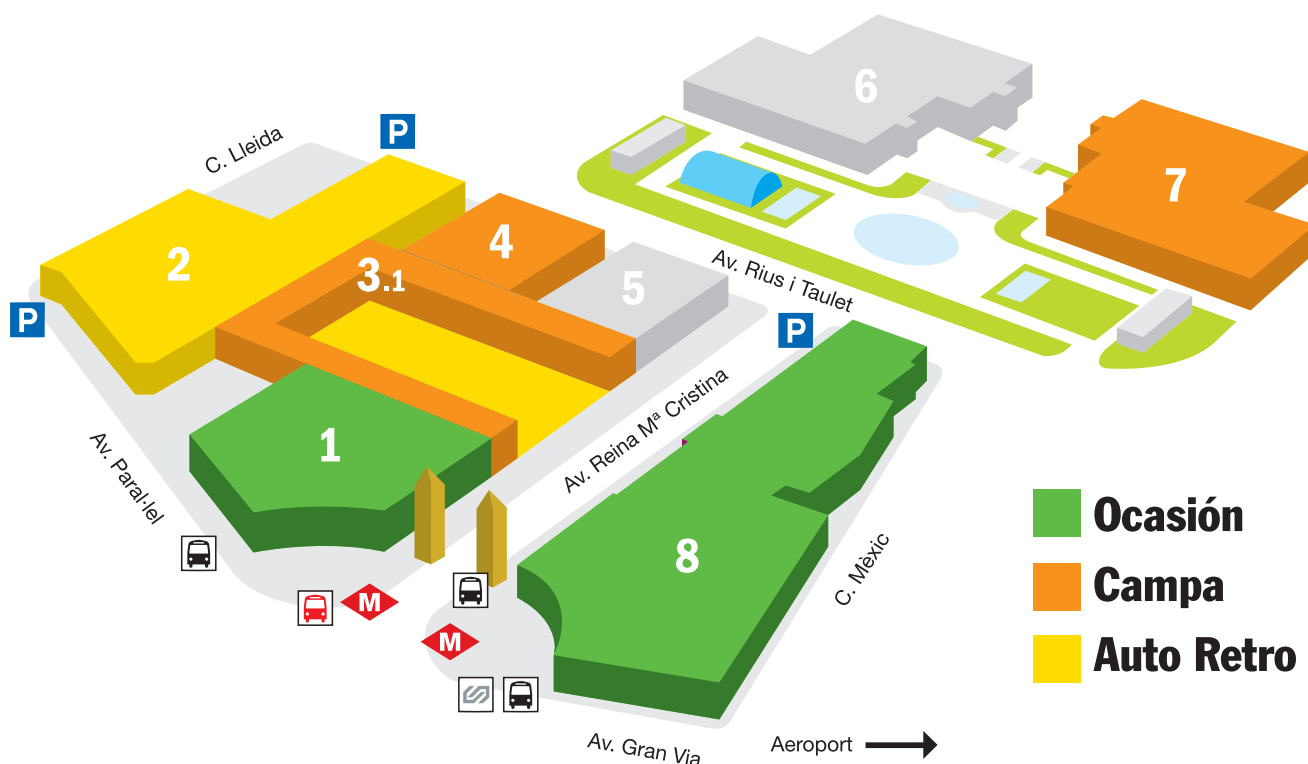 6
P
C. Lleida
7
4
2
3.1
5
Av. Rius i Taulet
P
P
Av. Reina Mª Cristina
Av. Paral·lel
1
8
C. Mèxic
M
M
Av. Gran Via
Aeroport
Ocasión
Campa
Auto Retro